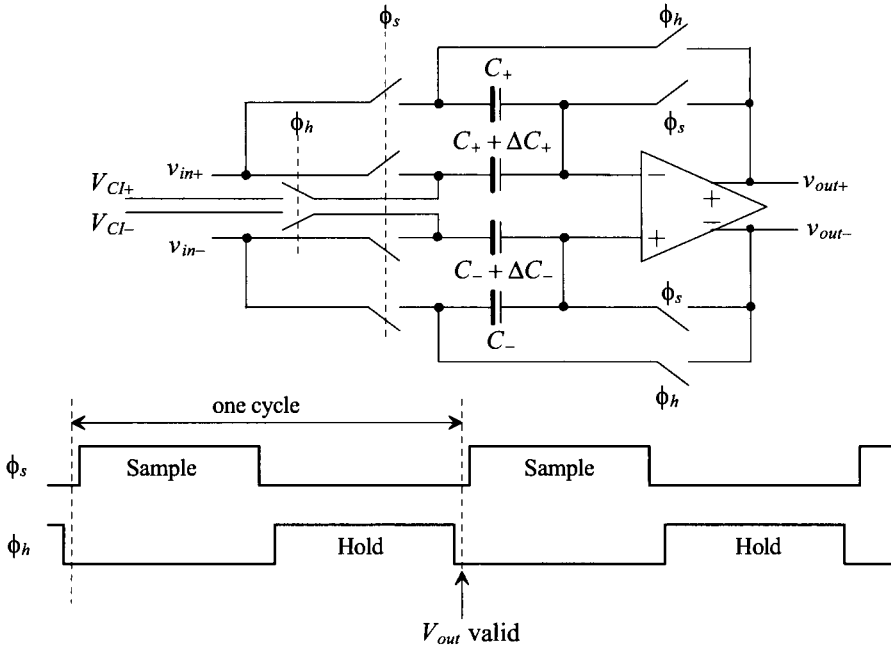 ϕh
ϕs
C+
ϕh
ϕs
C+ + ΔC+
VCI+
vin+
−
vout+
+
VCI−
−
vout−
vin−
+
C− + ΔC−
ϕs
C−
ϕh
one cycle
ϕs
Sample
Sample
ϕh
Hold
Hold
Vout valid